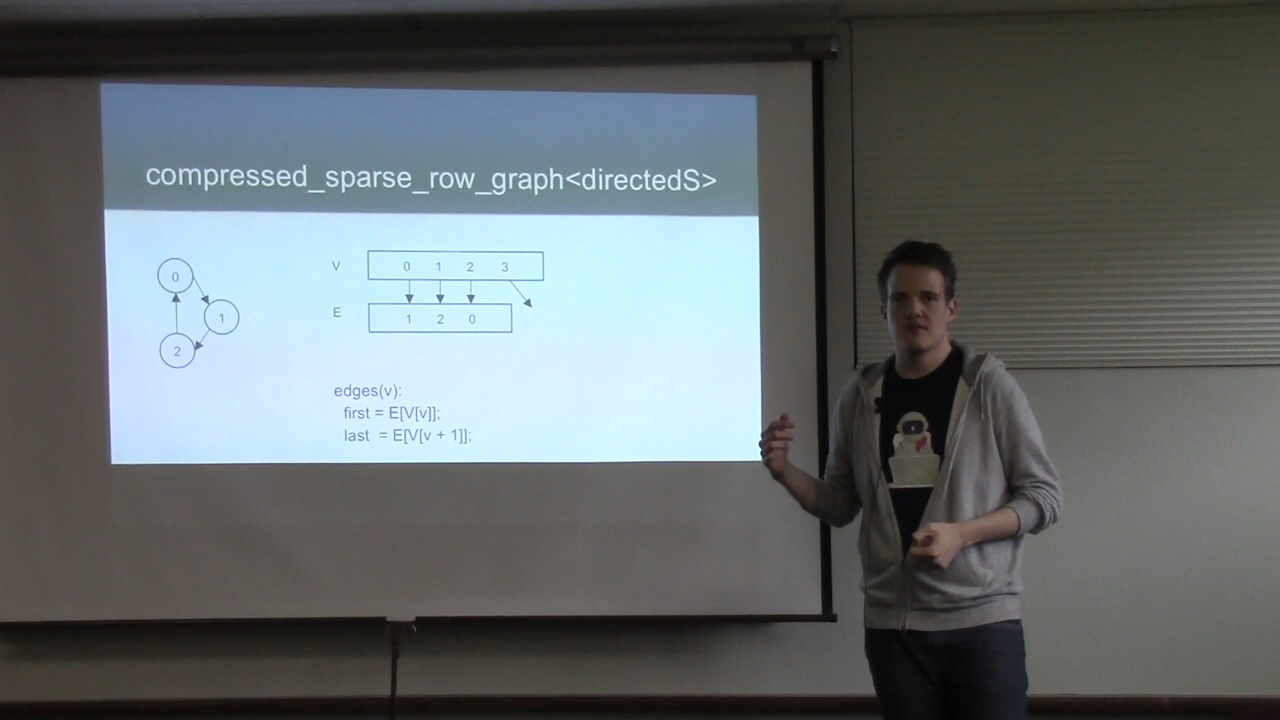 compressed_sparse_row_graph<directedS>
0
1
2
V 0 1 2 3
E 1 2 0
edges(v):
first = E[V[v]];
last = E[V[v + 1]];